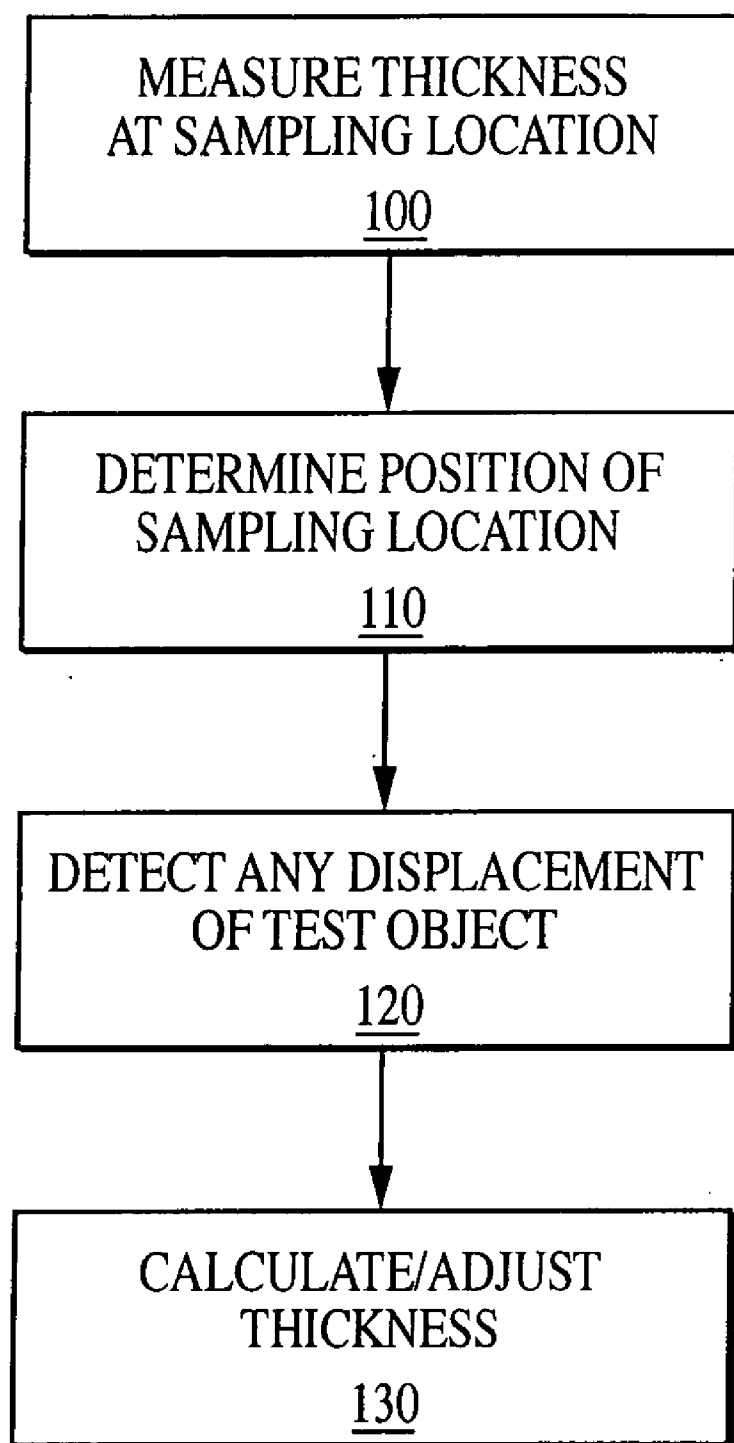 MEASURE THICKNESS
AT SAMPLING LOCATION
100
DETERMINE POSITION OF
SAMPLING LOCATION
110
DETECT ANY DISPLACEMENT
OF TEST OBJECT
120
CALCULATE/ADJUST
THICKNESS
130